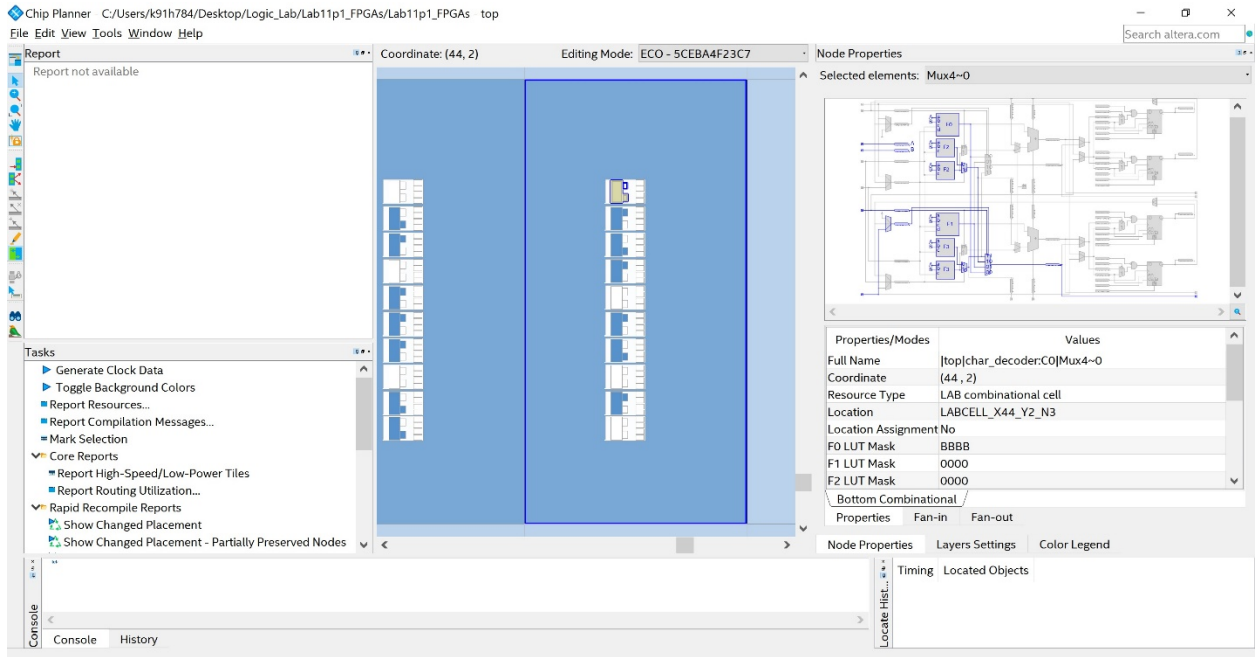 Chip Planner C:/Users/k91h784/Desktop/Logic_Lab/Lab11p1_FPGAs/Lab11p1_FPGAs top
File Edit View Tools Window Help
Search altera.com
Report
Report not available
Tasks
Generate Clock Data
Toggle Background Colors
Report Resources...
Report Compilation Messages...
Mark Selection
Core Reports
Report High-Speed/Low-Power Tiles
Report Routing Utilization...
Rapid Recompile Reports
Show Changed Placement
Show Changed Placement - Partially Preserved Nodes
Coordinate: (44, 2) Editing Mode: ECO - 5CEBA4F23C7
Node Properties
Selected elements: Mux4~0
A
B
Properties/Modes Values
Full Name |top|char_decoder:C0|Mux4~0
Coordinate (44 , 2)
Resource Type LAB combinational cell
Location LABCELL_X44_Y2_N3
Location Assignment No
F0 LUT Mask BBBB
F1 LUT Mask 0000
F2 LUT Mask 0000
Bottom Combinational
Properties Fan-in Fan-out
Node Properties Layers Settings Color Legend
Console
Console History
Locate Hist...
Timing Located Objects